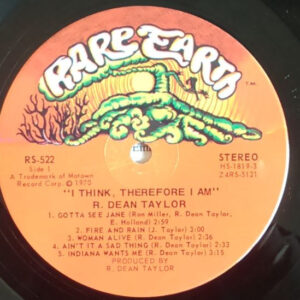 RARE EARTH
T.M.
RS-522
Side 1
A Trademark of Motown
Record Corp. © 1970
STEREO
HS-1819-3
Z4RS-5121
"I THINK, THEREFORE I AM"
R. DEAN TAYLOR
1. GOTTA SEE JANE (Ron Miller, R. Dean Taylor,
E. Holland) 2:59
2. FIRE AND RAIN (J. Taylor) 3:00
3. WOMAN ALIVE (R. Dean Taylor) 2:36
4. AIN'T IT A SAD THING (R. Dean Taylor) 2:33
5. INDIANA WANTS ME (R. Dean Taylor) 3:15
PRODUCED BY
R. DEAN TAYLOR